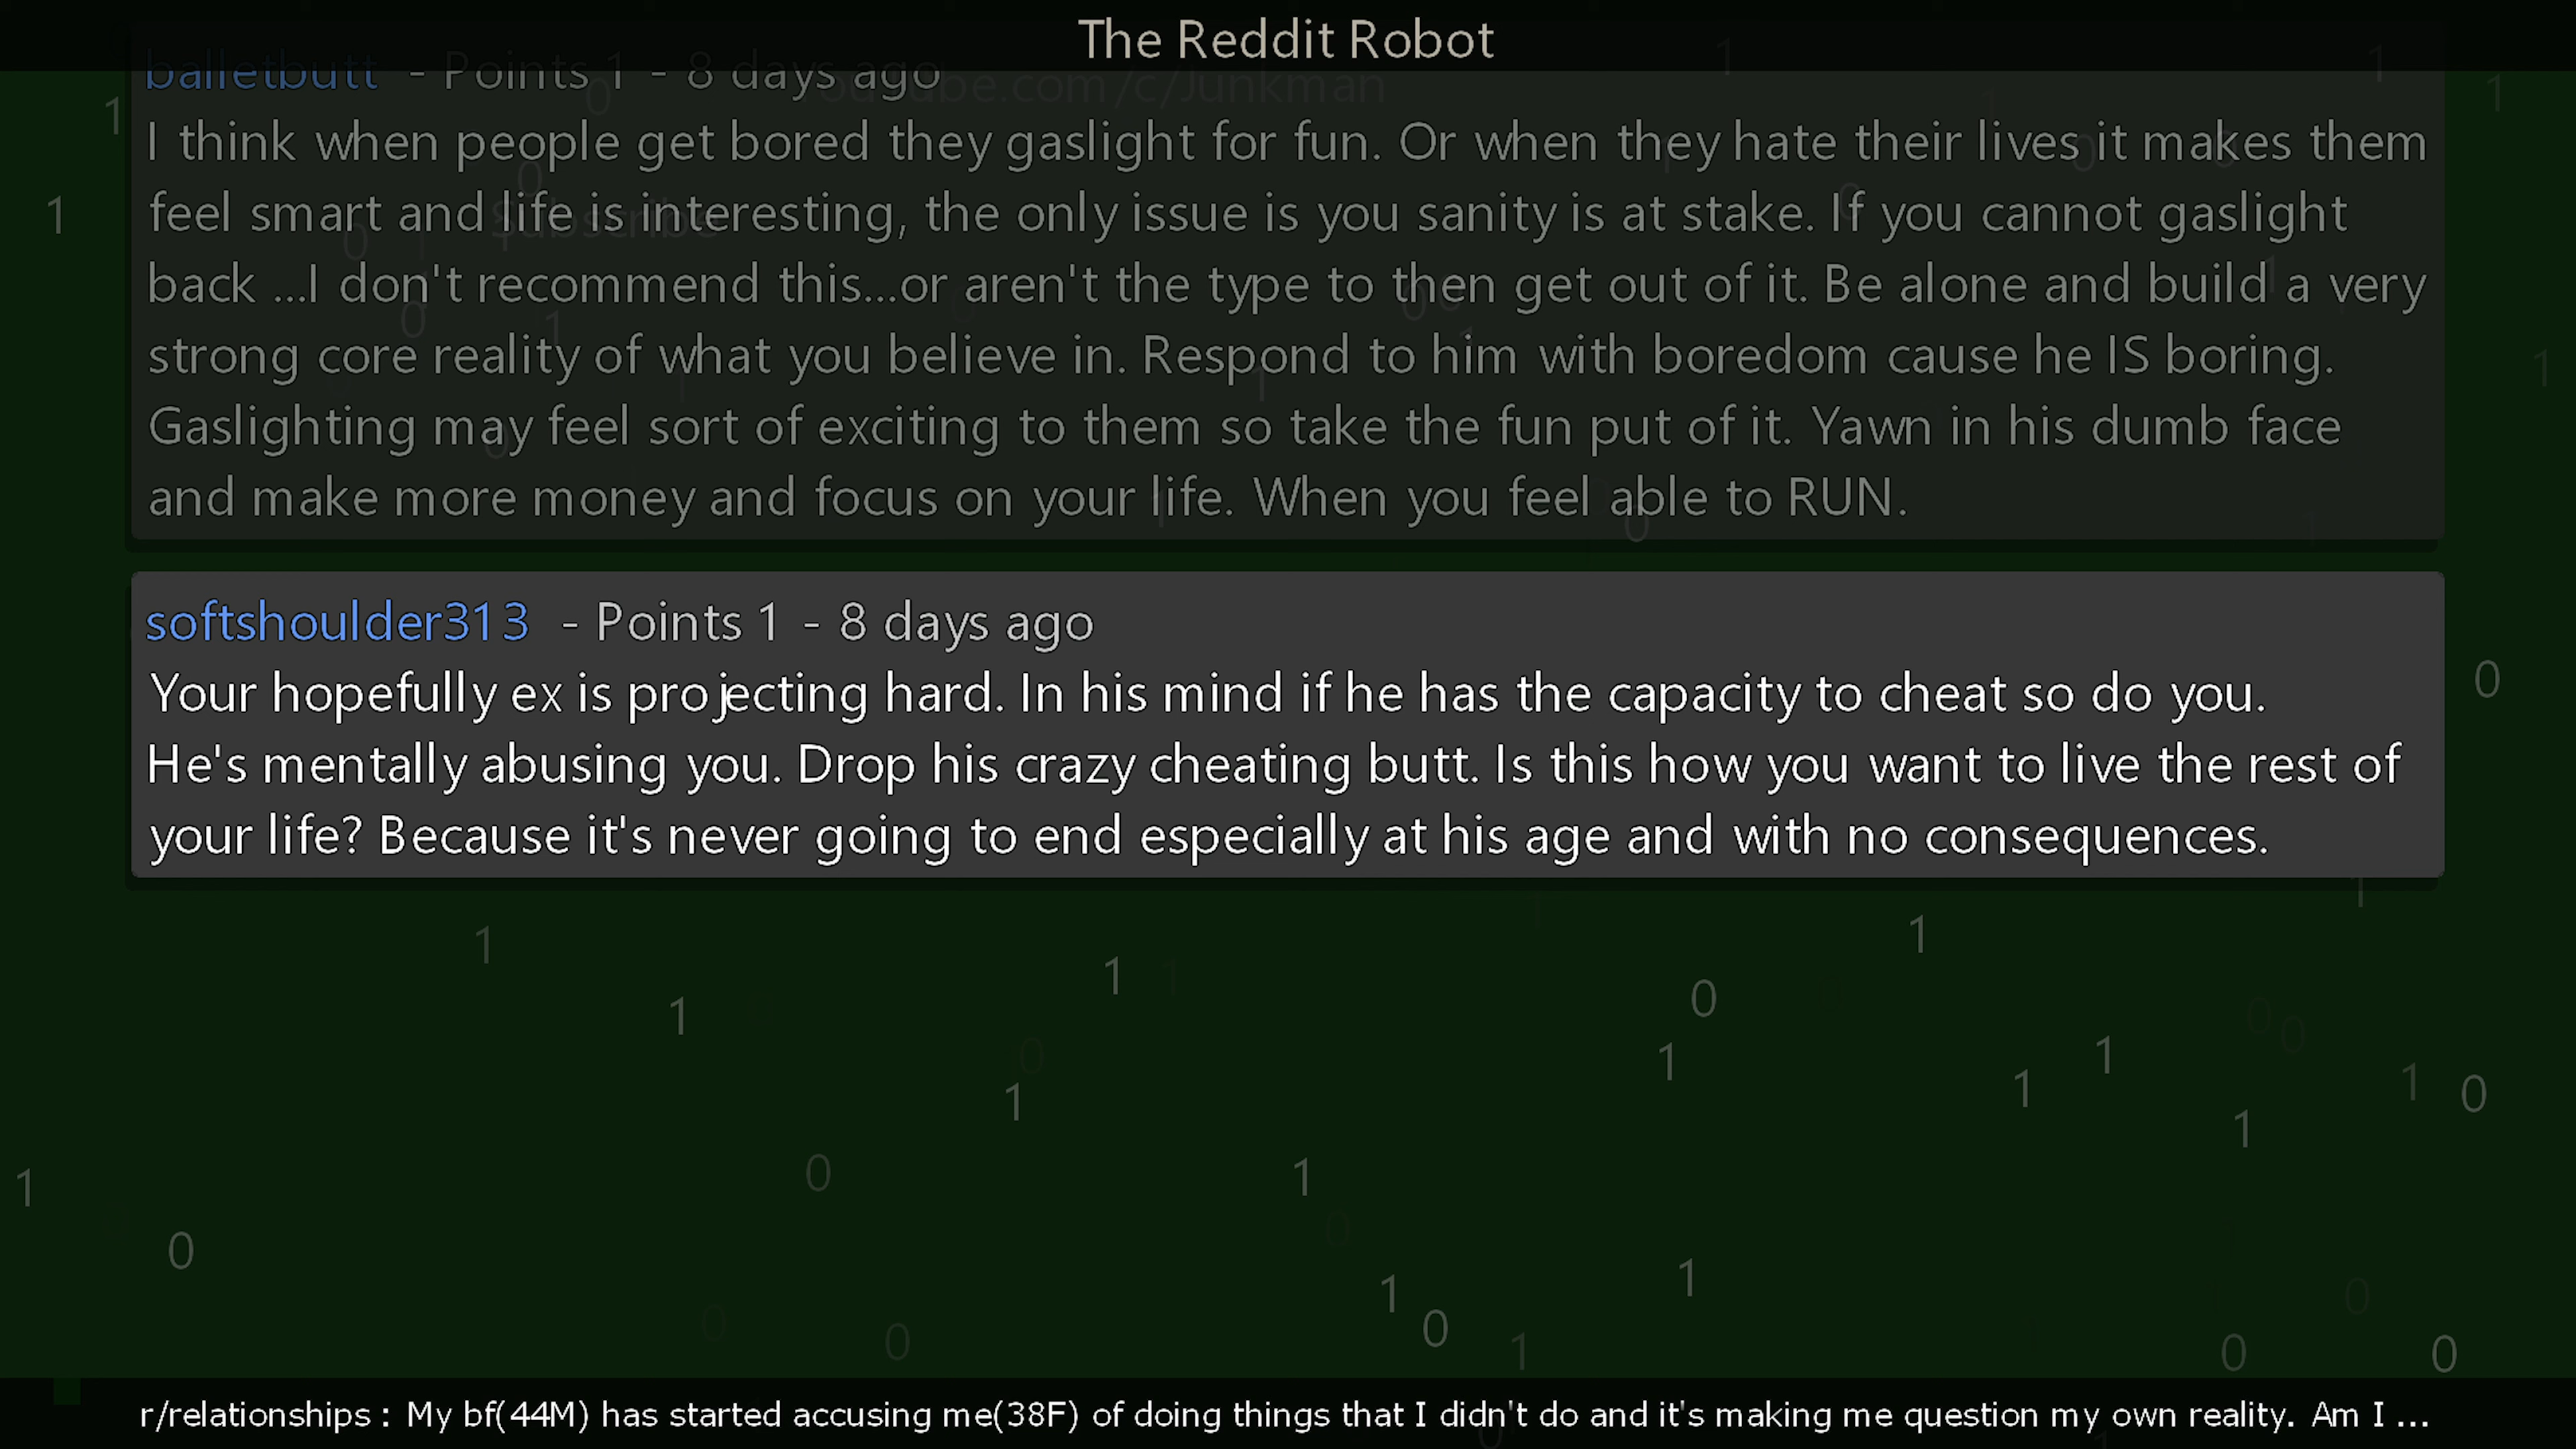 The Reddit Robot
balletbutt - Points 1 - 8 days ago
I think when people get bored they gaslight for fun. Or when they hate their lives it makes them
feel smart and life is interesting, the only issue is you sanity is at stake. If you cannot gaslight
back ...I don't recommend this...or aren't the type to then get out of it. Be alone and build a very
strong core reality of what you believe in. Respond to him with boredom cause he IS boring.
Gaslighting may feel sort of exciting to them so take the fun put of it. Yawn in his dumb face
and make more money and focus on your life. When you feel able to RUN.
softshoulder313 - Points 1 - 8 days ago
Your hopefully ex is projecting hard. In his mind if he has the capacity to cheat so do you.
He's mentally abusing you. Drop his crazy cheating butt. Is this how you want to live the rest of
your life? Because it's never going to end especially at his age and with no consequences.
r/relationships : My bf(44M) has started accusing me(38F) of doing things that I didn't do and it's making me question my own reality. Am I ...